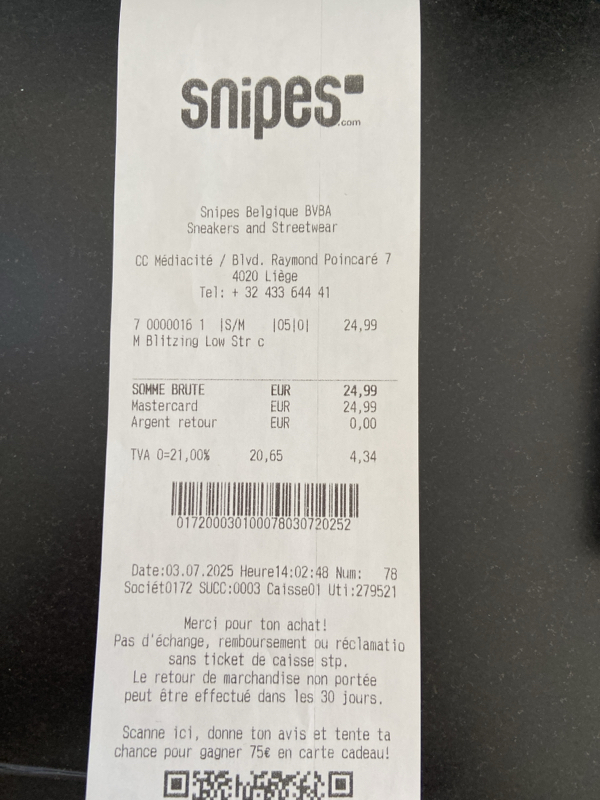 snipes
.com
Snipes Belgique BVBA
Sneakers and Streetwear
CC Médiacité / Blvd. Raymond Poincaré 7
4020 Liège
Tel: + 32 433 644 41
7 0000016 1 |S/M |05|0| 24,99
M Blitzing Low Str c
SOMME BRUTE EUR 24,99
Mastercard EUR 24,99
Argent retour EUR 0,00
TVA 0=21,00% 20,65 4,34
017200030100078030720252
Date:03.07.2025 Heure14:02:48 Num: 78
Sociét0172 SUCC:0003 Caisse01 Uti:279521
Merci pour ton achat!
Pas d'échange, remboursement ou réclamatio
sans ticket de caisse stp.
Le retour de marchandise non portée
peut être effectué dans les 30 jours.
Scanne ici, donne ton avis et tente ta
chance pour gagner 75€ en carte cadeau!